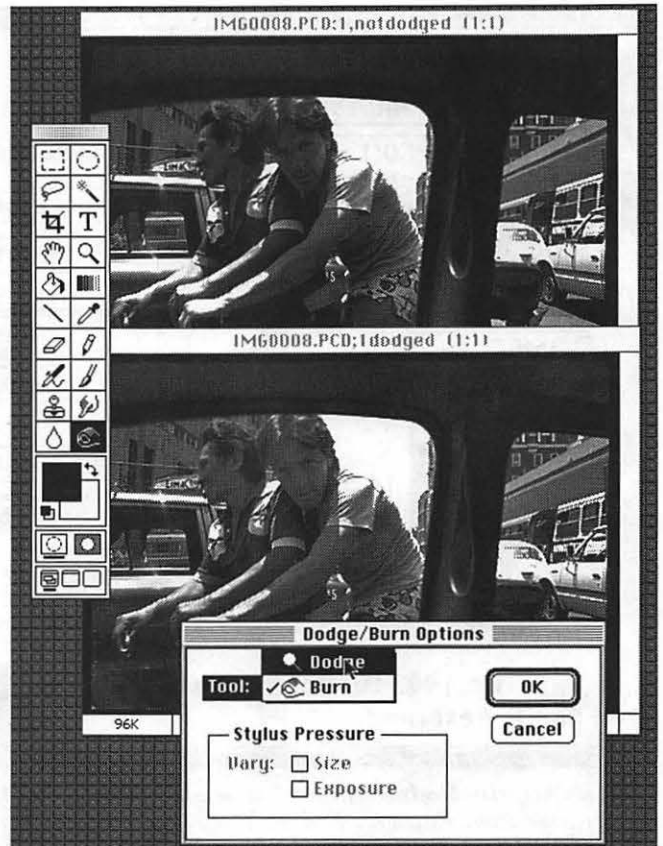 IMG0008.PCD:1,notdodged (1:1)
T
IMG0008.PCD;1dodged (1:1)
Dodge/Burn Options
Dodge
Tool: ✓ Burn
OK
Cancel
96K
Stylus Pressure
Vary: Size
Exposure